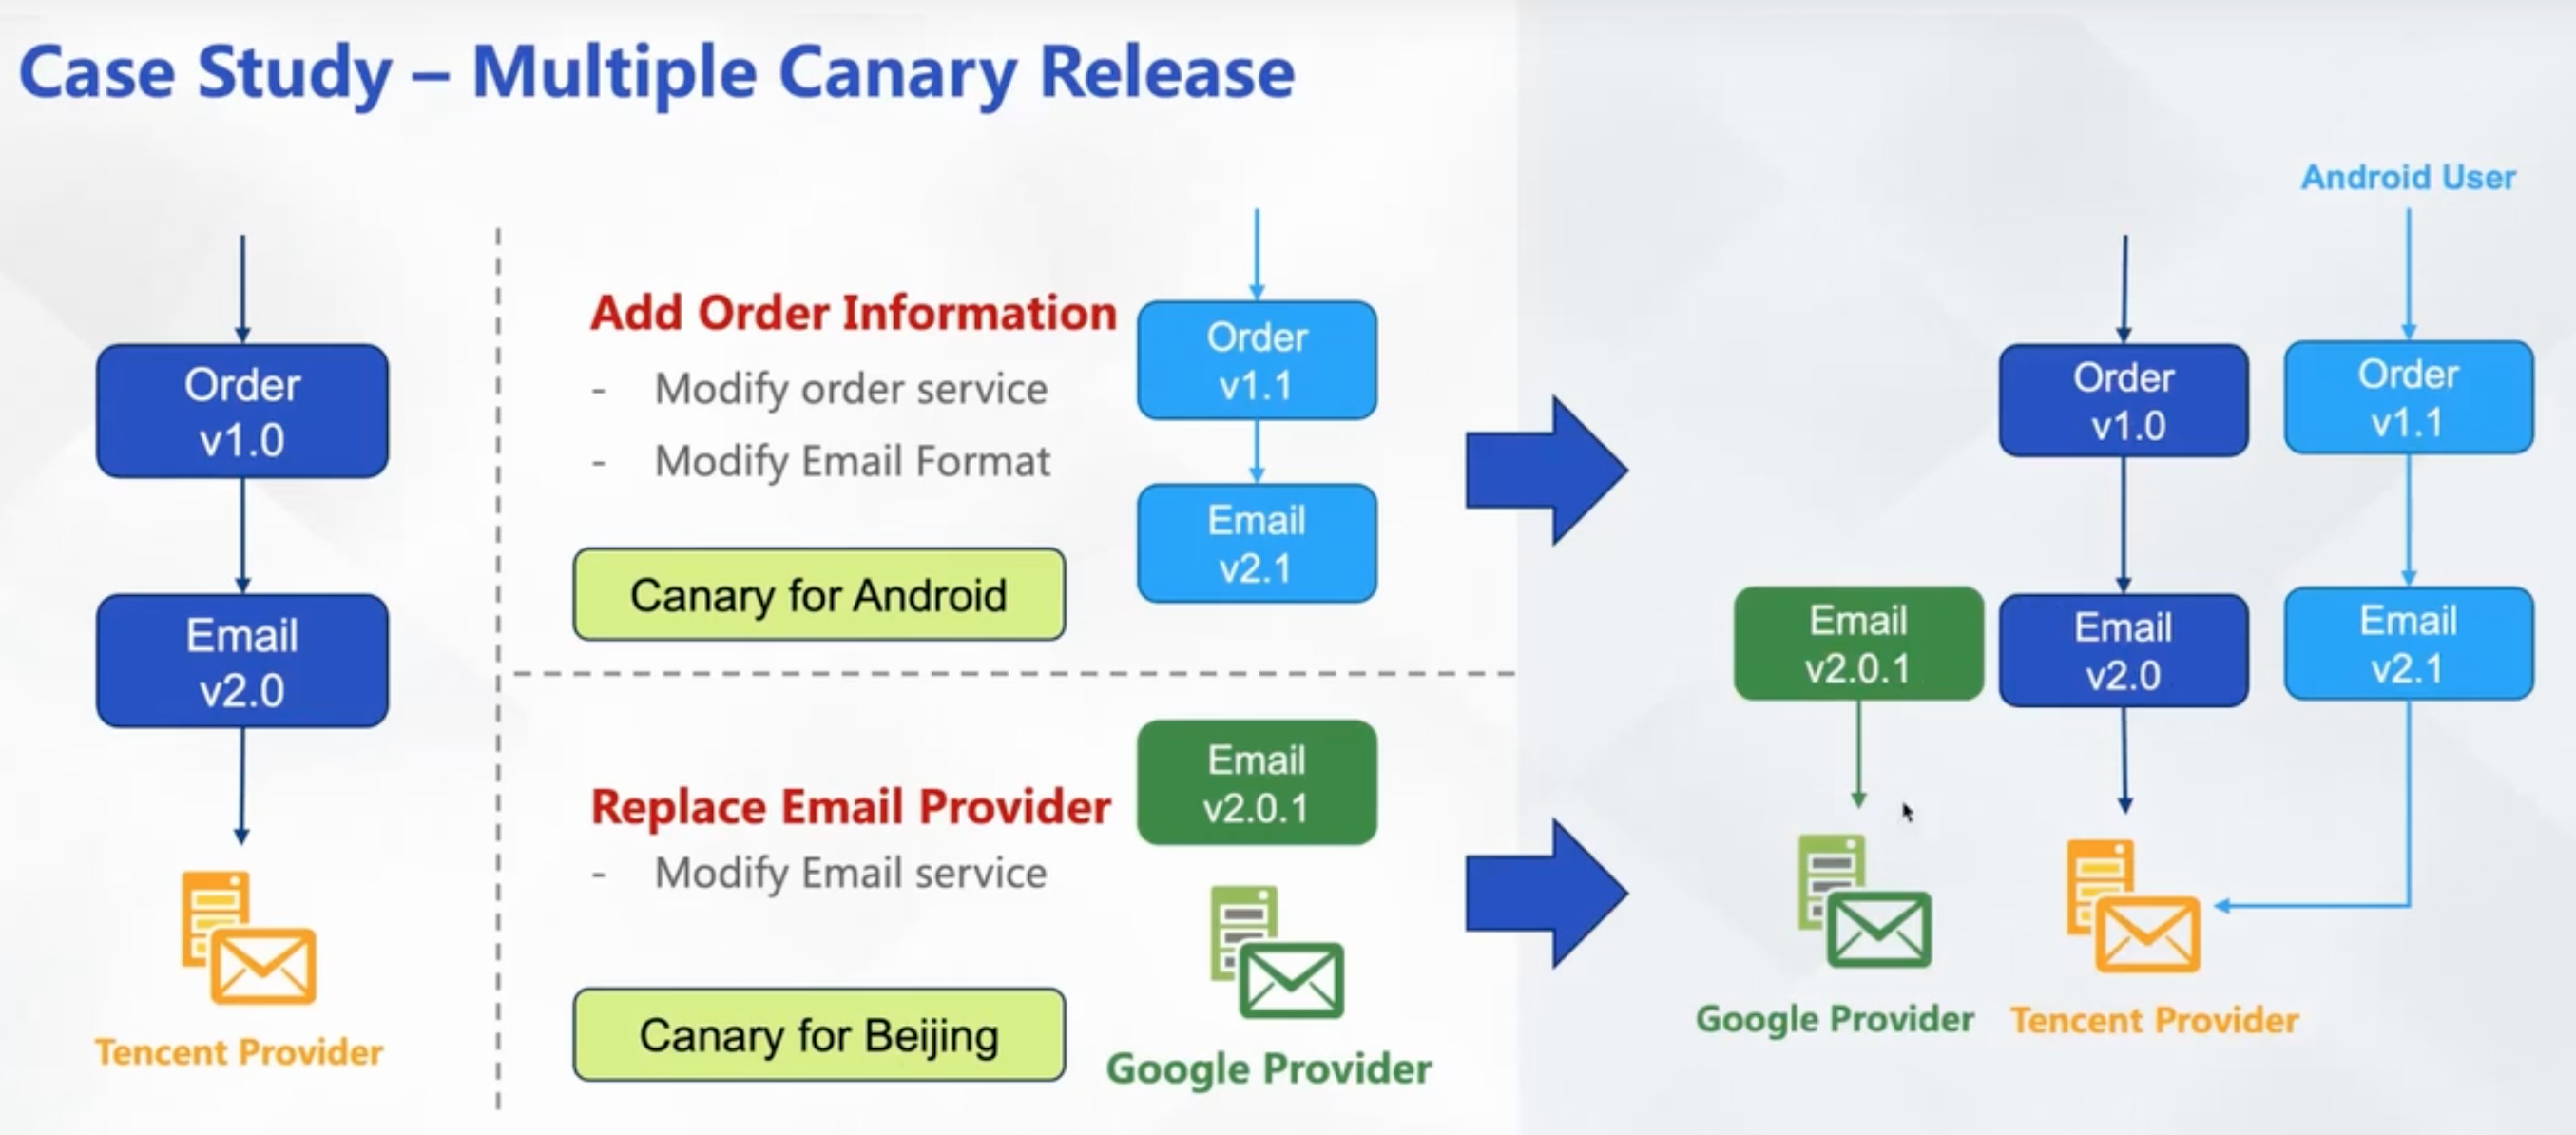 Case Study – Multiple Canary Release
Order
v1.0
Email
v2.0
Tencent Provider
Add Order Information
- Modify order service
- Modify Email Format
Canary for Android
Order
v1.1
Email
v2.1
Replace Email Provider
- Modify Email service
Canary for Beijing
Email
v2.0.1
Google Provider
Android User
Order
v1.0
Order
v1.1
Email
v2.0.1
Email
v2.0
Email
v2.1
Google Provider
Tencent Provider